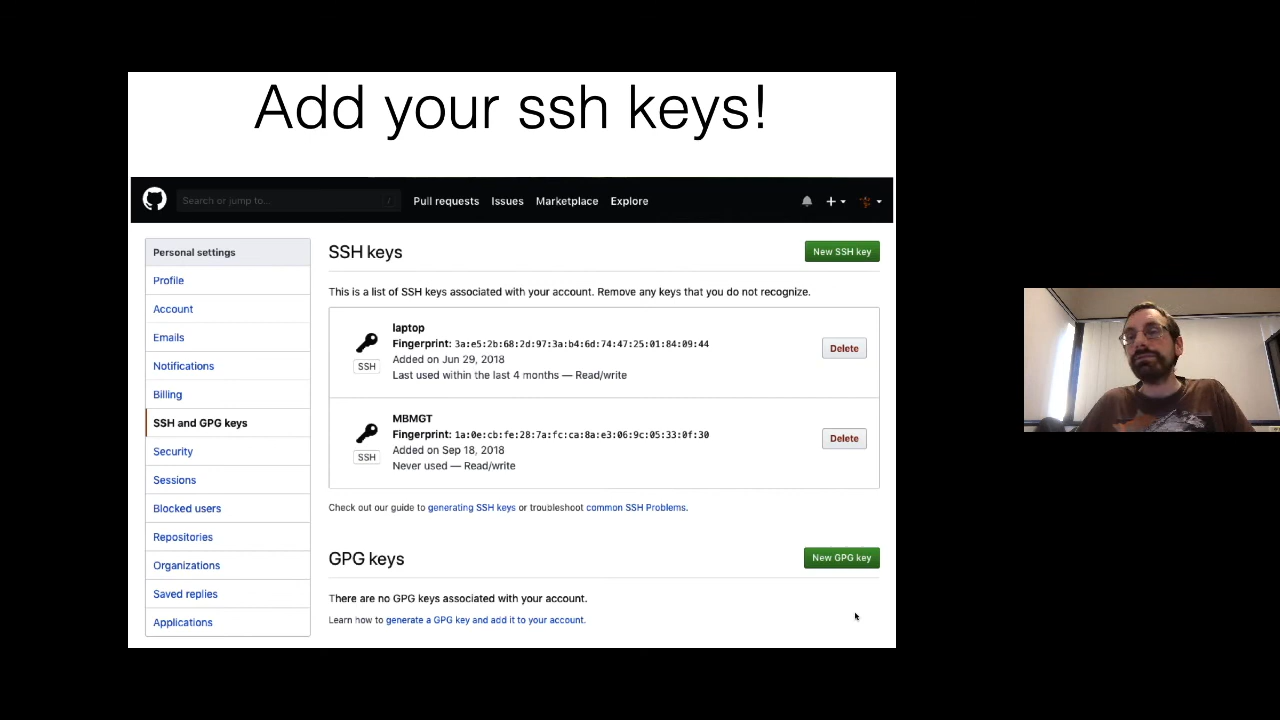 Add your ssh keys!
Search or jump to...
/
Pull requests
Issues
Marketplace
Explore
Personal settings
Profile
Account
Emails
Notifications
Billing
SSH and GPG keys
Security
Sessions
Blocked users
Repositories
Organizations
Saved replies
Applications
SSH keys
New SSH key
This is a list of SSH keys associated with your account. Remove any keys that you do not recognize.
laptop
Fingerprint: 3a:e5:2b:68:2d:97:3a:b4:6d:74:47:25:01:84:09:44
SSH
Added on Jun 29, 2018
Last used within the last 4 months — Read/write
Delete
MBMGT
Fingerprint: 1a:0e:cb:fe:28:7a:fc:ca:8a:e3:06:9c:05:33:0f:30
SSH
Added on Sep 18, 2018
Never used — Read/write
Delete
Check out our guide to generating SSH keys or troubleshoot common SSH Problems.
GPG keys
New GPG key
There are no GPG keys associated with your account.
Learn how to generate a GPG key and add it to your account.